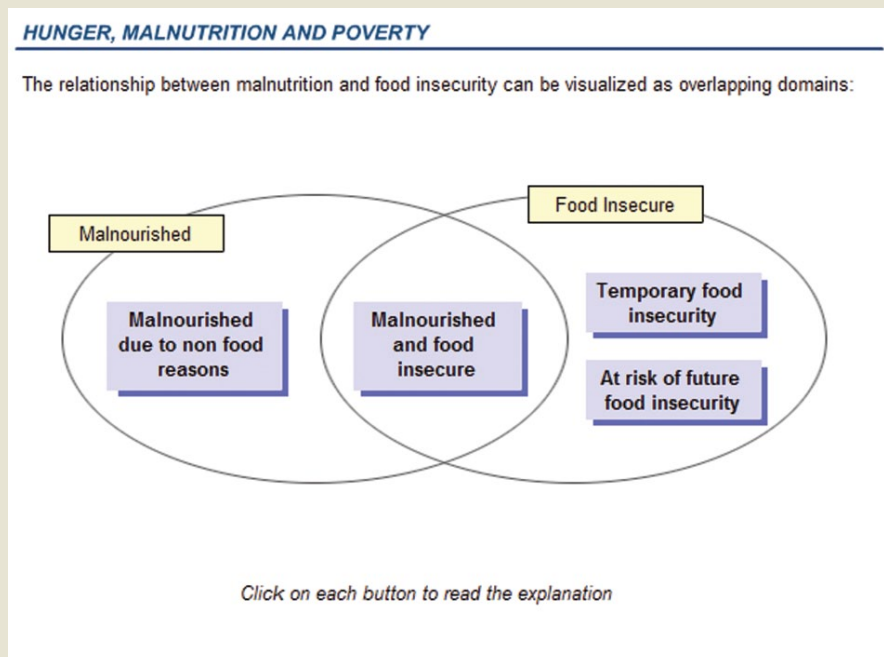 HUNGER, MALNUTRITION AND POVERTY
The relationship between malnutrition and food insecurity can be visualized as overlapping domains:
Malnourished
Food Insecure
Malnourished
due to non food
reasons
Malnourished
and food
insecure
Temporary food
insecurity
At risk of future
food insecurity
Click on each button to read the explanation